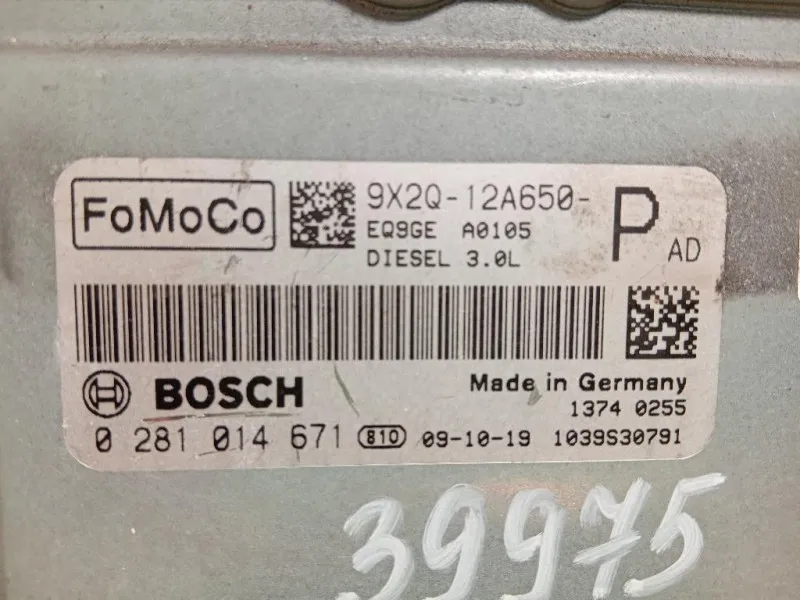 FoMoCo 9X2Q-12A650- P AD
EQ9GE A0105
DIESEL 3.0L
BOSCH Made in Germany
1374 0255
0 281 014 671 810 09-10-19 1039S30791
39975